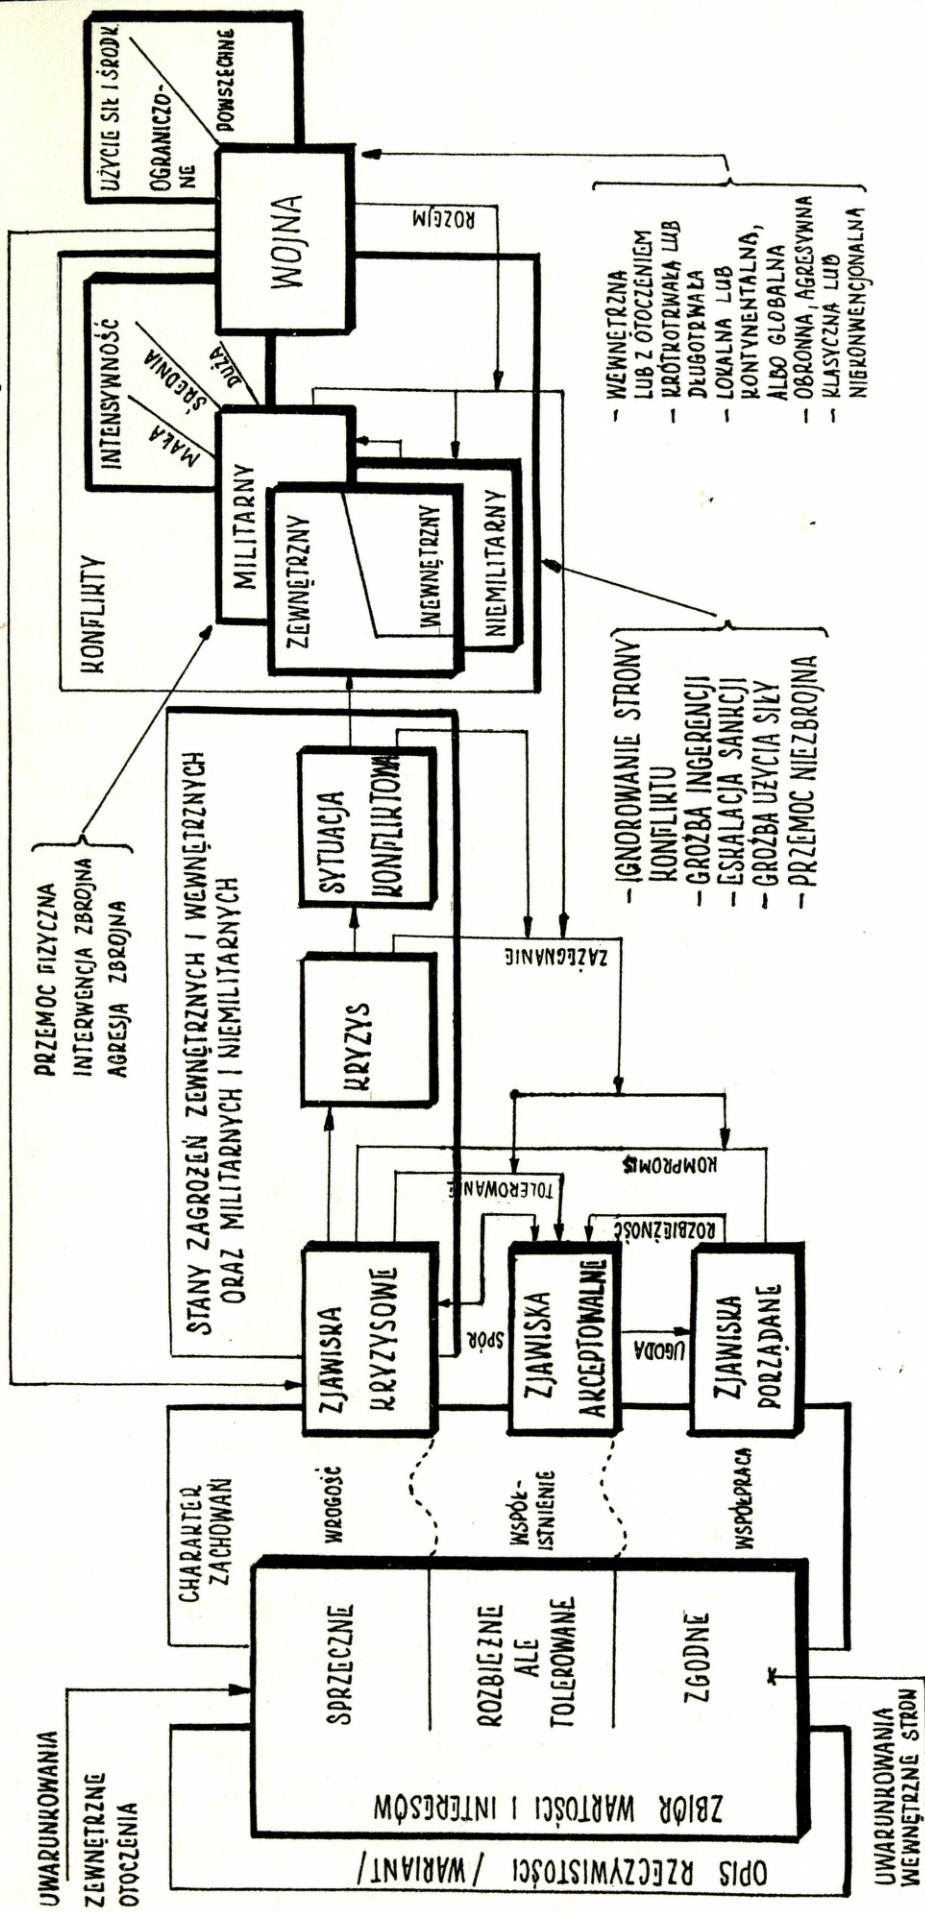 UWARUNKOWANIA
ZEWNĘTRZNE
OTOCZENIA
OPIS RZECZYWISTOŚCI /WARIANT/
ZBIÓR WARTOŚCI I INTERESÓW
SPRZECZNE
ROZBIEŻNE
ALE
TOLEROWANE
ZGODNE
UWARUNKOWANIA
WEWNĘTRZNE STRON
CHARAKTER
ZACHOWAŃ
WROGOŚĆ
WSPÓŁ-
ISTNIENIE
WSPÓŁPRACA
ZJAWISKA
KRYZYSOWE
SPÓR
ZJAWISKA
AKCEPTOWALNE
UGODA
ZJAWISKA
PORZĄDANE
TOLEROWANIE
ROZBIEŻNOŚĆ
KOMPROMIS
STANY ZAGROŻEŃ ZEWNĘTRZNYCH I WEWNĘTRZNYCH
ORAZ MILITARNYCH I NIEMILITARNYCH
KRYZYS
SYTUACJA
KONFLIKTOWA
ZAŻEGNANIE
PRZEMOC FIZYCZNA
INTERWENCJA ZBROJNA
AGRESJA ZBROJNA
KONFLIKTY
MILITARNY
ZEWNĘTRZNY
WEWNĘTRZNY
NIEMILITARNY
INTENSYWNOŚĆ
MAŁA
ŚREDNIA
DUŻA
WOJNA
ROZEJM
UŻYCIE SIŁ I ŚRODK.
OGRANICZO-
NE
POWSZECHNE
- IGNOROWANIE STRONY
KONFLIKTU
- GROŹBA INGERENCJI
- ESKALACJA SANKCJI
- GROŹBA UŻYCIA SIŁY
- PRZEMOC NIEZBROJNA
- WEWNĘTRZNA
LUB Z OTOCZENIEM
- KRÓTKOTRWAŁA LUB
DŁUGOTRWAŁA
- LOKALNA LUB
KONTYNENTALNA,
ALBO GLOBALNA
- OBRONNA, AGRESYWNA
- KLASYCZNA LUB
NIEKONWENCJONALNA